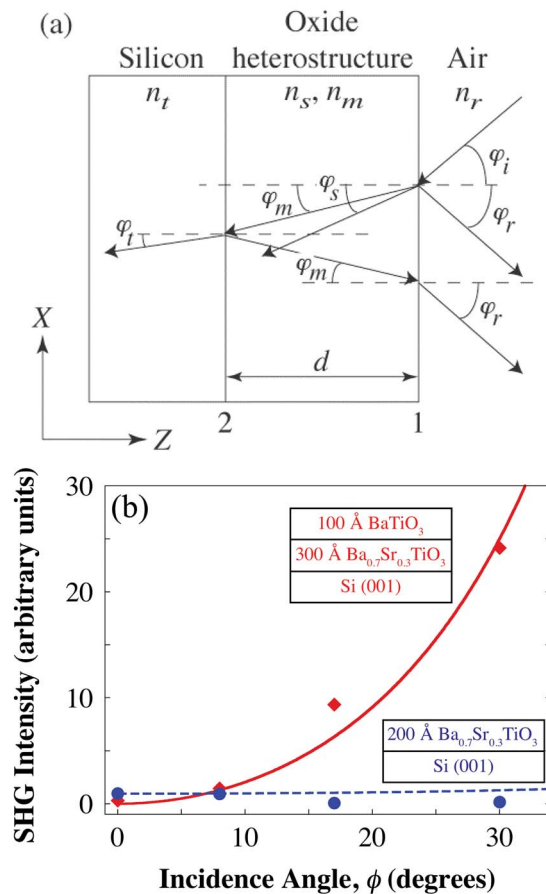 (a)
Oxide
Silicon heterostructure Air
n_t n_s, n_m n_r
φ_i
φ_m φ_s
φ_t φ_r
φ_m
φ_r
X
d
Z 2 1
(b)
30
100 Å BaTiO₃
300 Å Ba₀.₇Sr₀.₃TiO₃
Si (001)
20
10
200 Å Ba₀.₇Sr₀.₃TiO₃
Si (001)
0
0 10 20 30
SHG Intensity (arbitrary units)
Incidence Angle, ϕ (degrees)